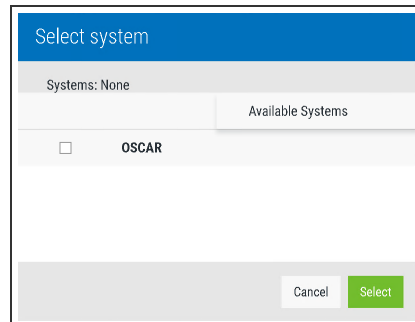 Select system
Systems: None
Available Systems
OSCAR
Cancel Select